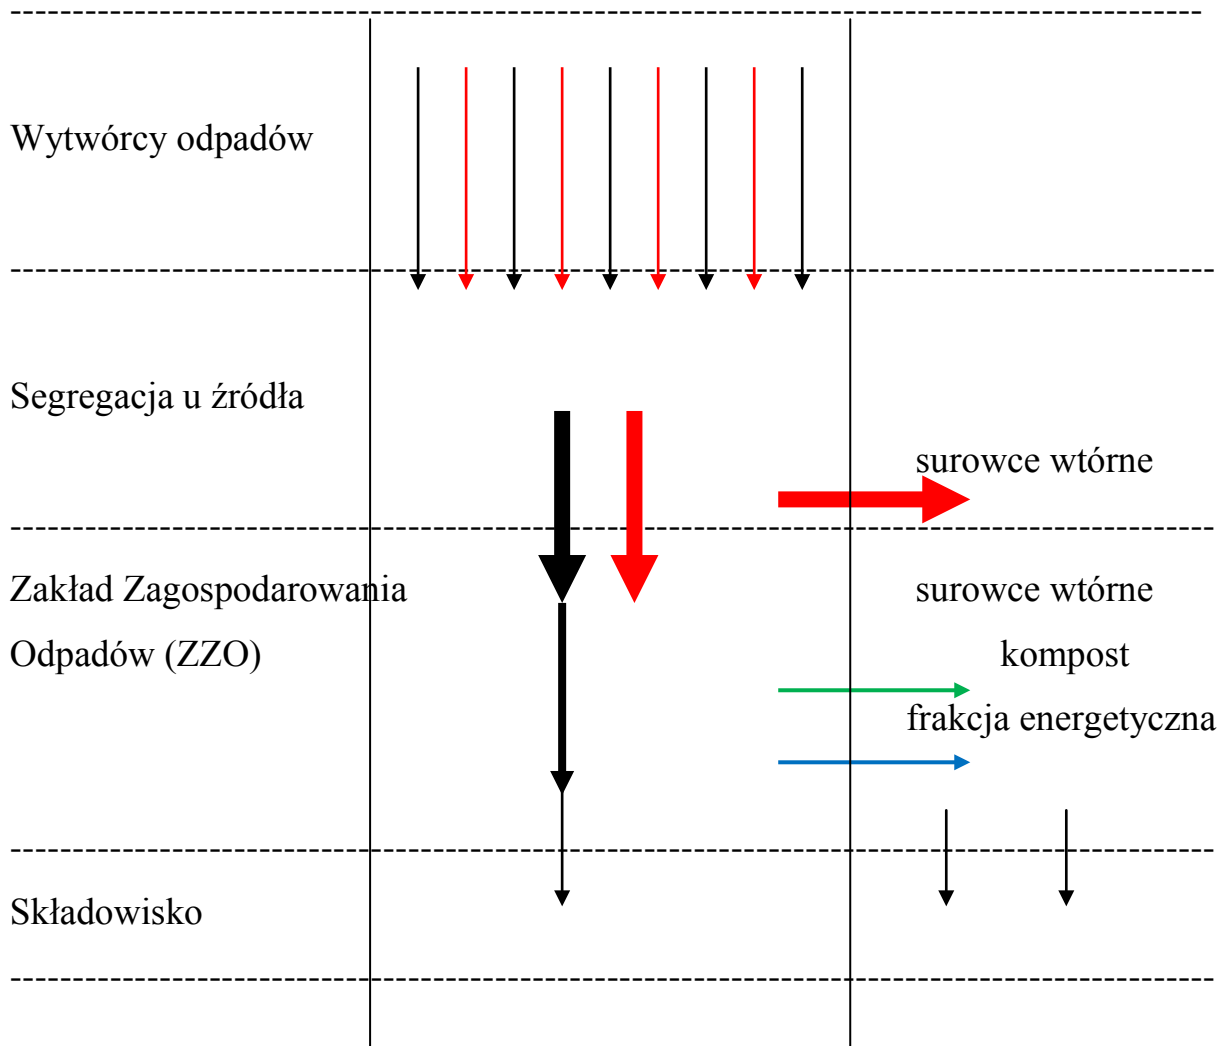 Wytwórcy odpadów
Segregacja u źródła
surowce wtórne
Zakład Zagospodarowania
Odpadów (ZZO)
surowce wtórne
kompost
frakcja energetyczna
Składowisko